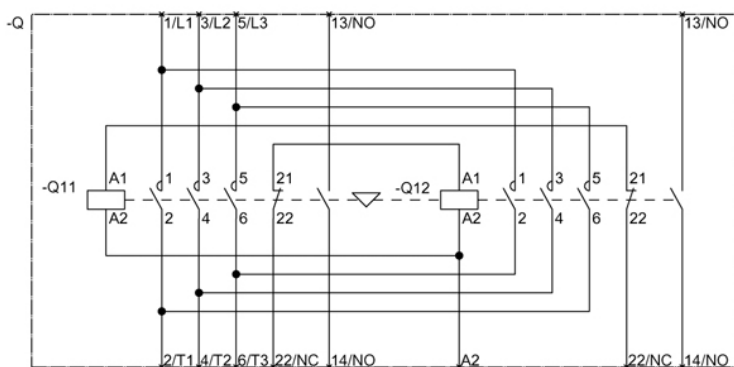 -Q 1/L1 3/L2 5/L3 13/NO 13/NO
-Q11 A1 1 3 5 21 -Q12 A1 1 3 5 21
A2 2 4 6 22 A2 2 4 6 22
2/T1 4/T2 6/T3 22/NC 14/NO A2 22/NC 14/NO